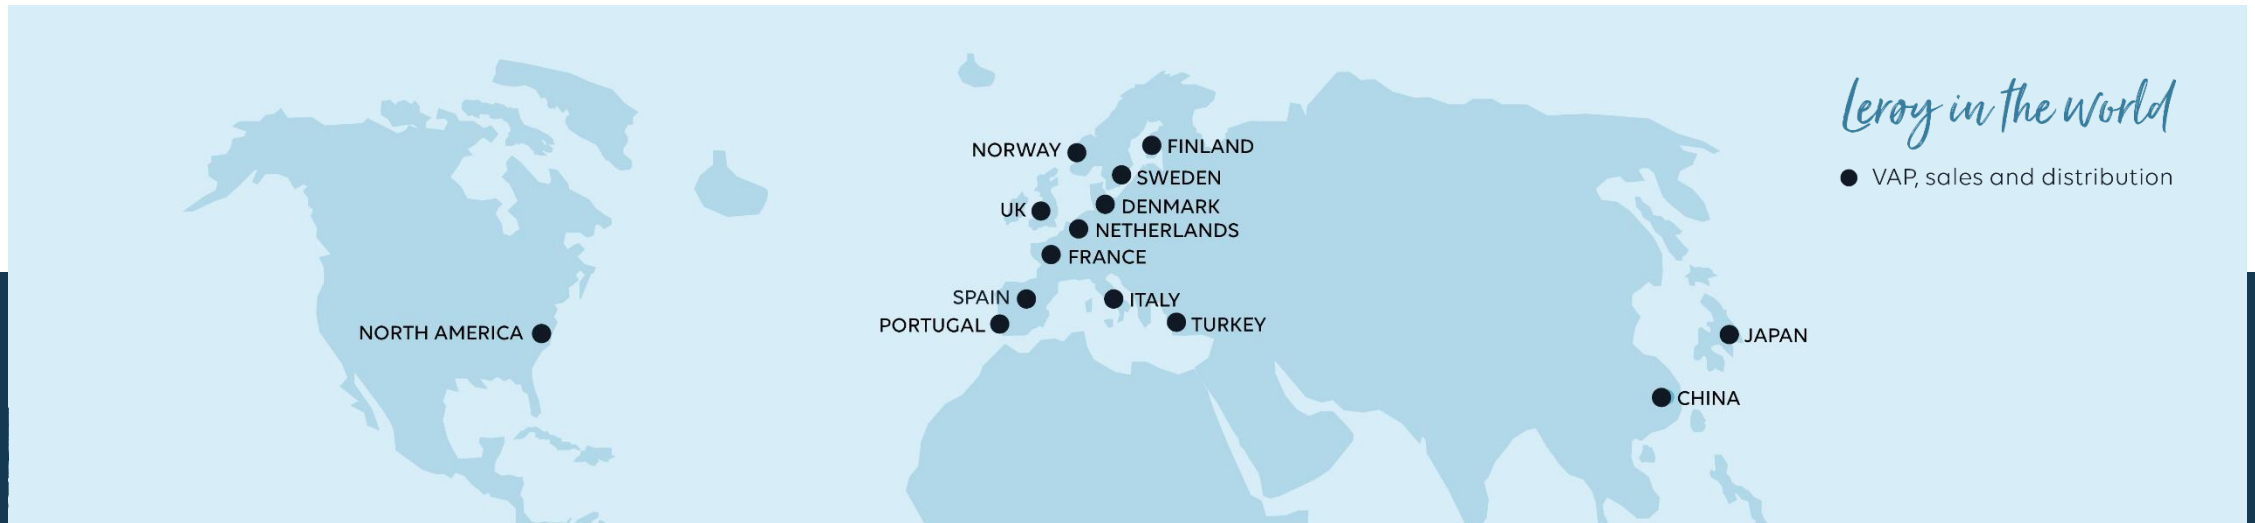 Lerøy in the world
VAP, sales and distribution
NORWAY
FINLAND
SWEDEN
UK
DENMARK
NETHERLANDS
FRANCE
SPAIN
ITALY
PORTUGAL
TURKEY
NORTH AMERICA
JAPAN
CHINA